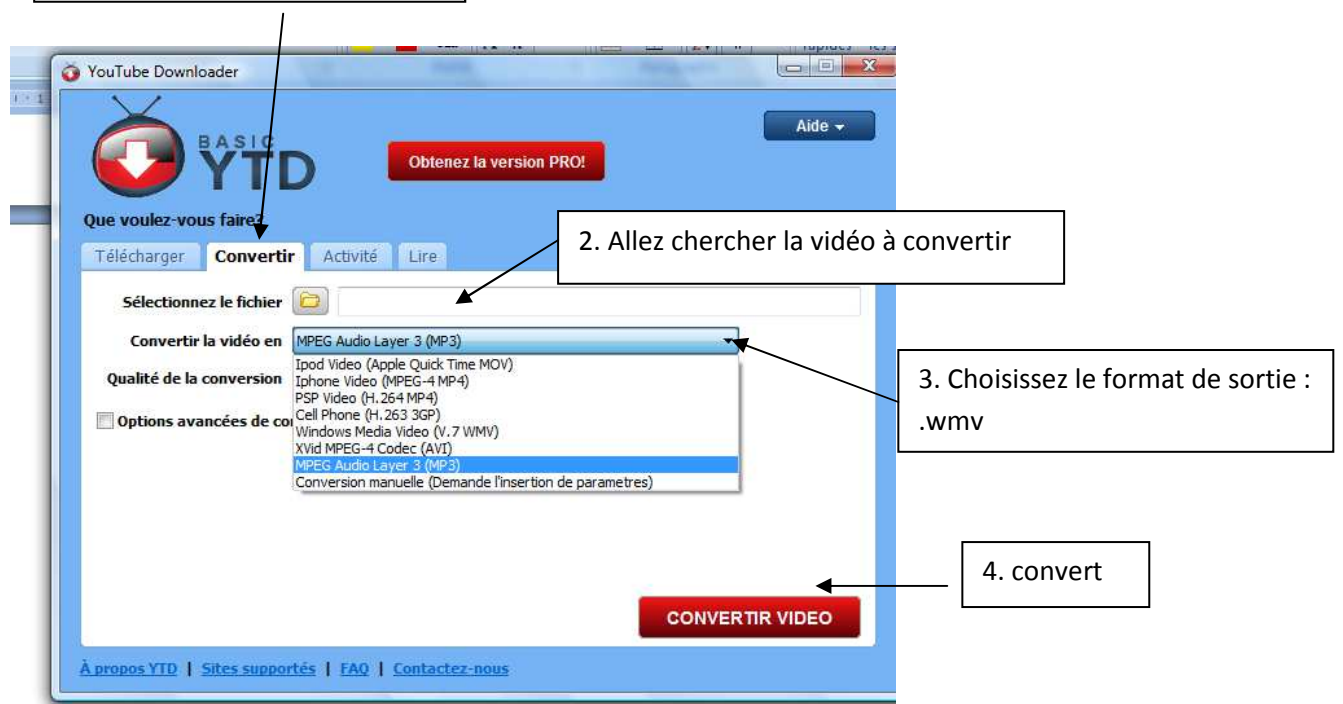 YouTube Downloader
BASIC
YTD
Obtenez la version PRO!
Aide
Que voulez-vous faire?
Télécharger Convertir Activité Lire
2. Allez chercher la vidéo à convertir
Sélectionnez le fichier
Convertir la vidéo en MPEG Audio Layer 3 (MP3)
Qualité de la conversion
Options avancées de
Ipod Video (Apple Quick Time MOV)
Iphone Video (MPEG-4 MP4)
PSP Video (H.264 MP4)
Cell Phone (H.263 3GP)
Windows Media Video (V.7 WMV)
XVid MPEG-4 Codec (AVI)
MPEG Audio Layer 3 (MP3)
Conversion manuelle (Demande l'insertion de parametres)
3. Choisissez le format de sortie :
.wmv
4. convert
CONVERTIR VIDEO
À propos YTD | Sites supportés | FAQ | Contactez-nous